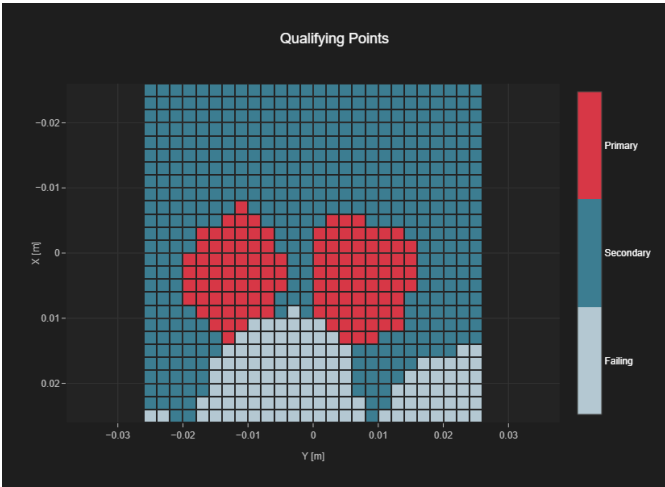 Qualifying Points
−0.02
−0.01
0
0.01
0.02
X [m]
−0.03
−0.02
−0.01
0
0.01
0.02
0.03
Y [m]
Primary
Secondary
Failing